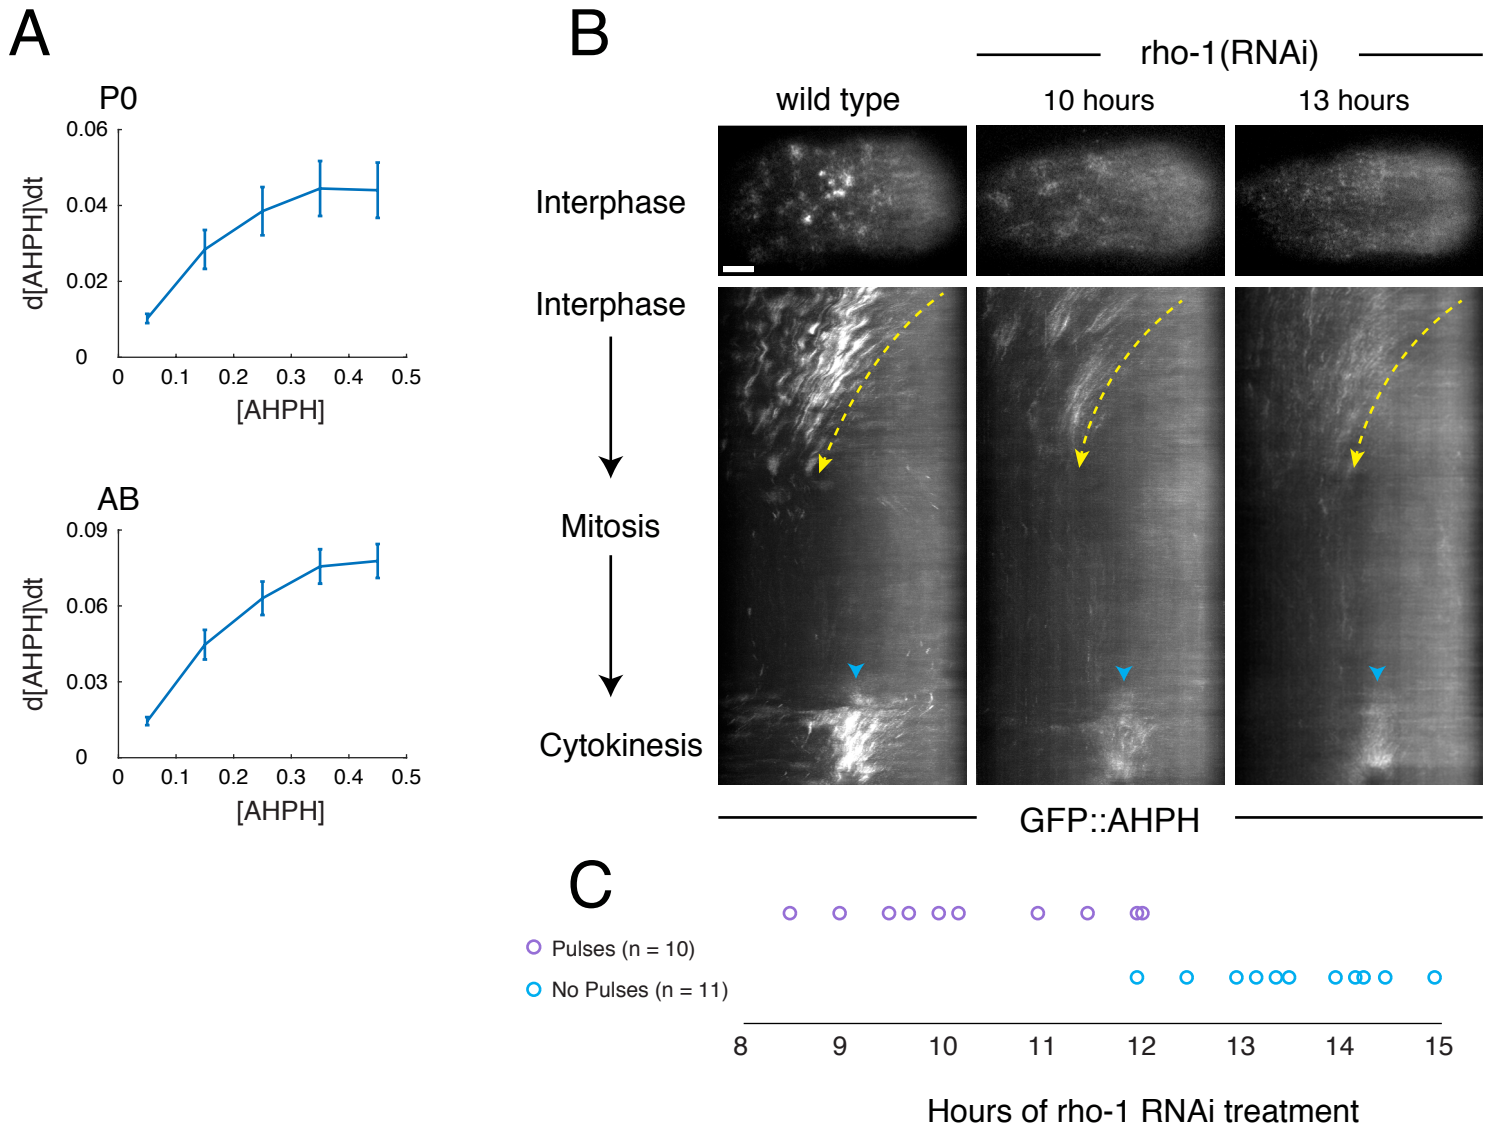 A
B
rho-1(RNAi)
wild type
10 hours
13 hours
P0
0.06
0.04
0.02
0
d[AHPH]\dt
0
0.1
0.2
0.3
0.4
0.5
[AHPH]
AB
0.09
0.06
0.03
0
d[AHPH]\dt
0
0.1
0.2
0.3
0.4
0.5
[AHPH]
Interphase
Interphase
Mitosis
Cytokinesis
GFP::AHPH
C
Pulses (n = 10)
No Pulses (n = 11)
8
9
10
11
12
13
14
15
Hours of rho-1 RNAi treatment